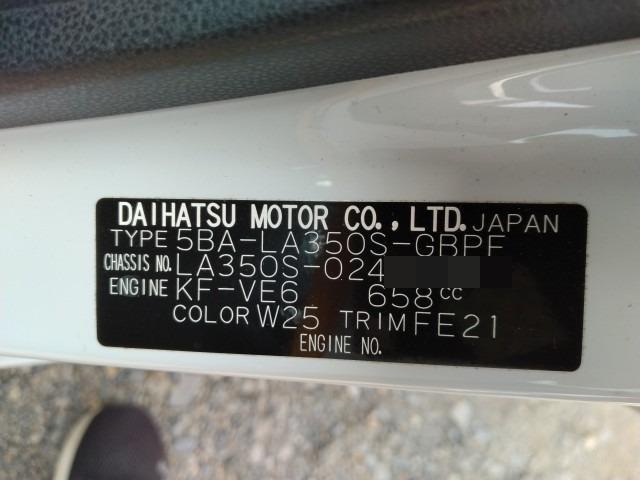 DAIHATSU MOTOR CO., LTD. JAPAN
TYPE 5BA-LA350S-GBPF
CHASSIS NO. LA350S-024
ENGINE KF-VE6 658cc
COLOR W25 TRIM FE21
ENGINE NO.